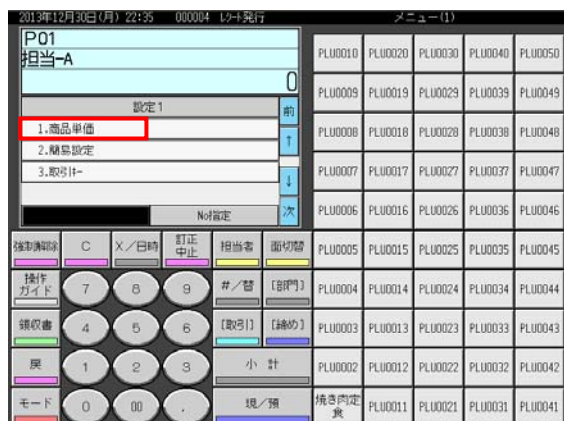 2013年12月30日(月) 22:35 000004 レシート発行 メニュー(1)
P01
担当-A
0
設定1
前
1.商品単価
↑
2.簡易設定
3.取引キー
↓
No指定
次
強制解除 C ×/日時 訂正中止 担当者 面切替
操作ガイド 7 8 9 #/替 [部門]
領収書 4 5 6 [取引] [締め]
戻 1 2 3 小計
モード 0 00 . 現/預
PLU0010 PLU0020 PLU0030 PLU0040 PLU0050
PLU0009 PLU0019 PLU0029 PLU0039 PLU0049
PLU0008 PLU0018 PLU0028 PLU0038 PLU0048
PLU0007 PLU0017 PLU0027 PLU0037 PLU0047
PLU0006 PLU0016 PLU0026 PLU0036 PLU0046
PLU0005 PLU0015 PLU0025 PLU0035 PLU0045
PLU0004 PLU0014 PLU0024 PLU0034 PLU0044
PLU0003 PLU0013 PLU0023 PLU0033 PLU0043
PLU0002 PLU0012 PLU0022 PLU0032 PLU0042
焼き肉定食 PLU0011 PLU0021 PLU0031 PLU0041